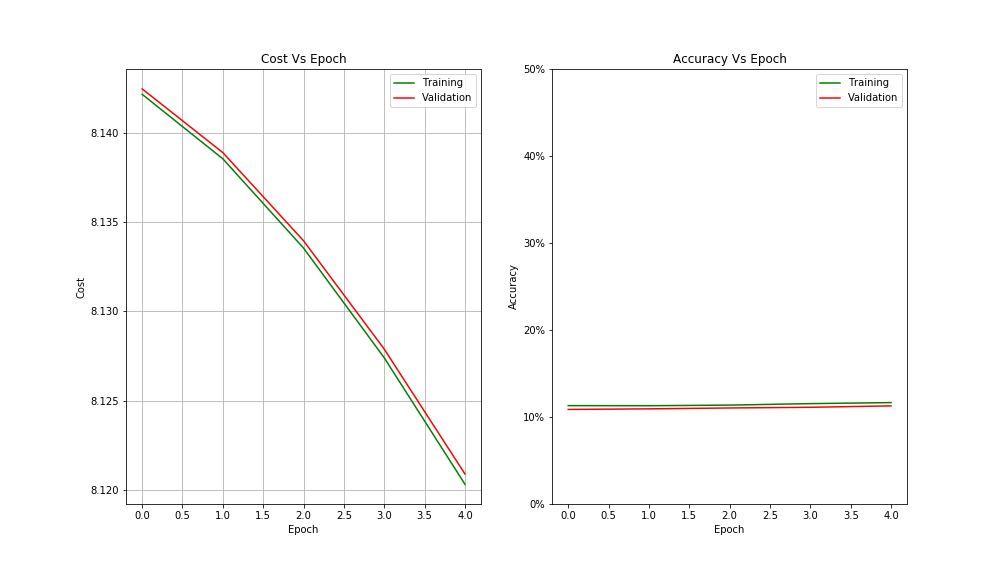 Cost Vs Epoch
Training
Validation
8.140
8.135
8.130
8.125
8.120
Cost
0.0 0.5 1.0 1.5 2.0 2.5 3.0 3.5 4.0
Epoch
Accuracy Vs Epoch
Training
Validation
50%
40%
30%
20%
10%
0%
Accuracy
0.0 0.5 1.0 1.5 2.0 2.5 3.0 3.5 4.0
Epoch